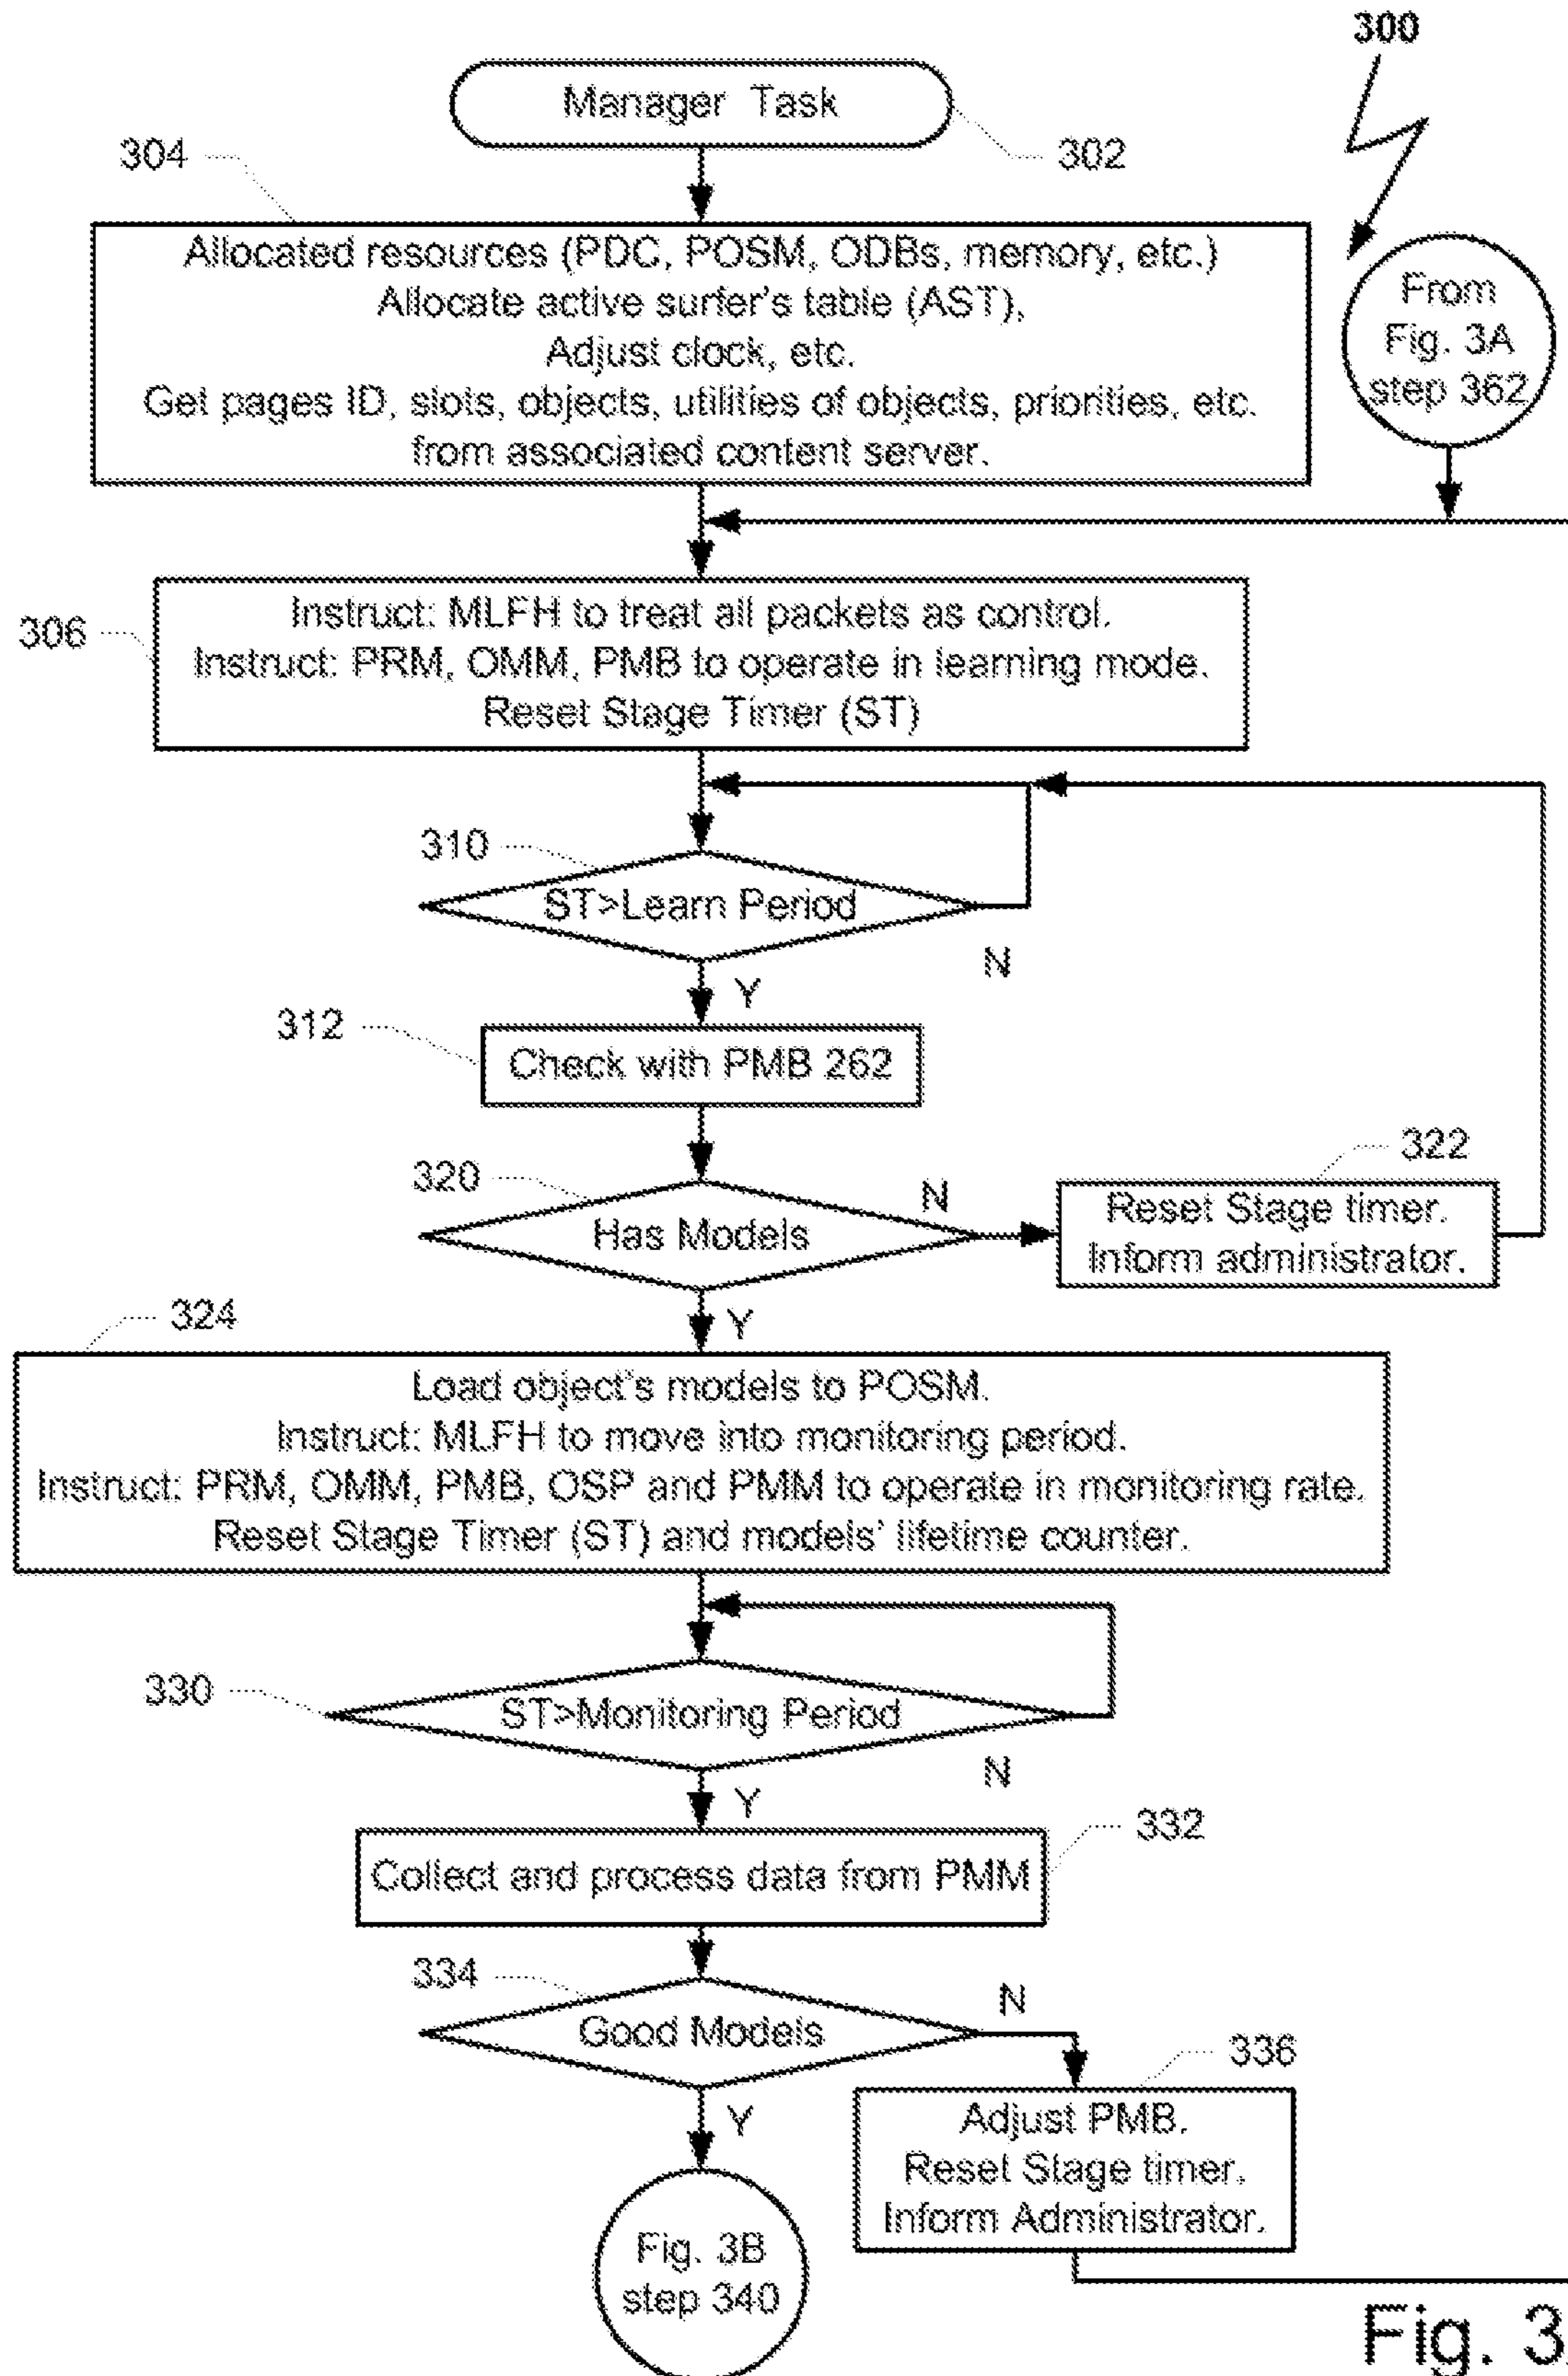 300
Manager Task
302
304
Allocated resources (PDC, POSM, ODBs, memory, etc.)
Allocate active surfer's table (AST),
Adjust clock, etc.
Get pages ID, slots, objects, utilities of objects, priorities, etc.
from associated content server.
From
Fig. 3A
step 362
306
Instruct: MLFH to treat all packets as control.
Instruct: PRM, OMM, PMB to operate in learning mode.
Reset Stage Timer (ST)
310
ST>Learn Period
N
Y
312
Check with PMB 262
320
Has Models
N
322
Reset Stage timer.
Inform administrator.
Y
324
Load object's models to POSM.
Instruct: MLFH to move into monitoring period.
Instruct: PRM, OMM, PMB, OSP and PMM to operate in monitoring rate.
Reset Stage Timer (ST) and models' lifetime counter.
330
ST>Monitoring Period
N
Y
332
Collect and process data from PMM
334
Good Models
N
Y
336
Adjust PMB.
Reset Stage timer.
Inform Administrator.
Fig. 3B
step 340
Fig. 3